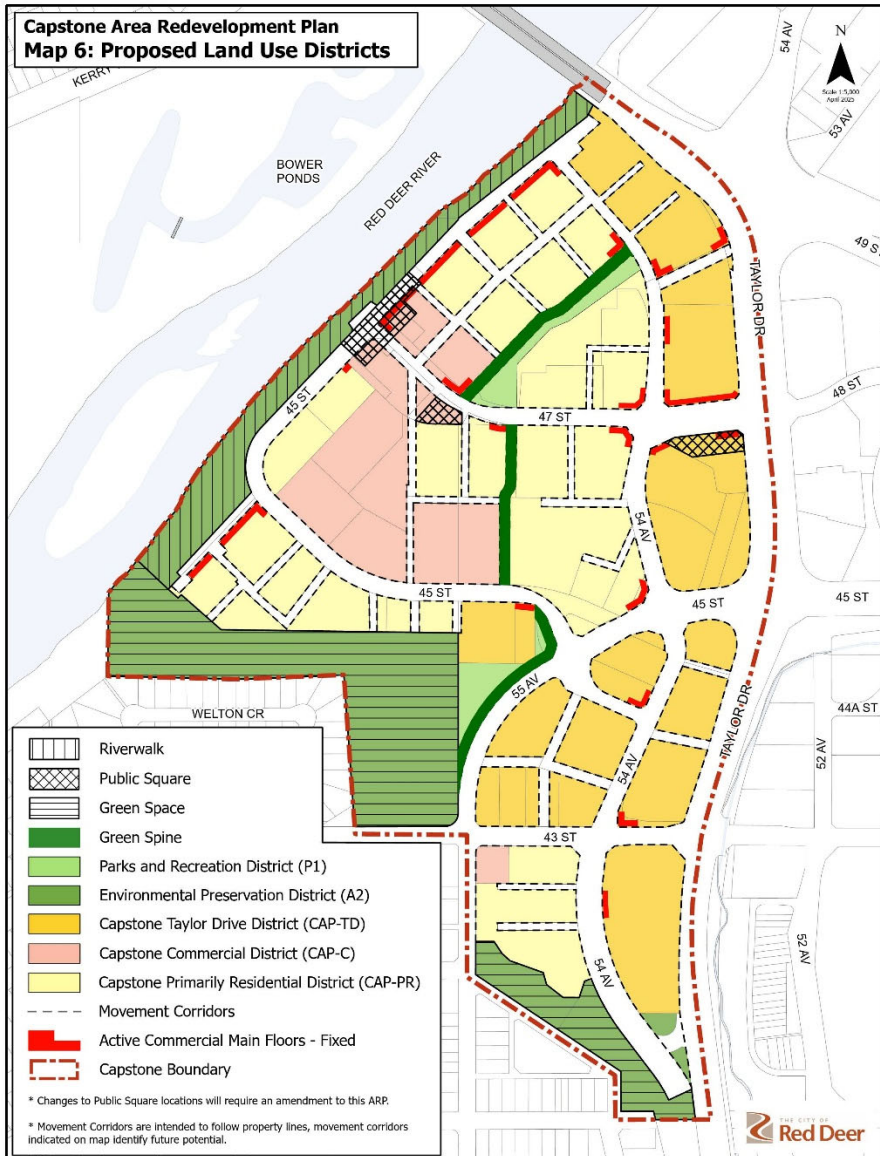 Capstone Area Redevelopment Plan
Map 6: Proposed Land Use Districts
N
Scale 1:5,000
April 2025
54 AV
53 AV
BOWER
PONDS
RED DEER RIVER
49 ST
TAYLOR DR
48 ST
45 ST
47 ST
54 AV
45 ST
45 ST
45 ST
WELTON CR
55 AV
44A ST
TAYLOR DR
52 AV
54 AV
43 ST
52 AV
54 AV
Riverwalk
Public Square
Green Space
Green Spine
Parks and Recreation District (P1)
Environmental Preservation District (A2)
Capstone Taylor Drive District (CAP-TD)
Capstone Commercial District (CAP-C)
Capstone Primarily Residential District (CAP-PR)
Movement Corridors
Active Commercial Main Floors - Fixed
Capstone Boundary
* Changes to Public Square locations will require an amendment to this ARP.
* Movement Corridors are intended to follow property lines, movement corridors
indicated on map identify future potential.
THE CITY OF
Red Deer